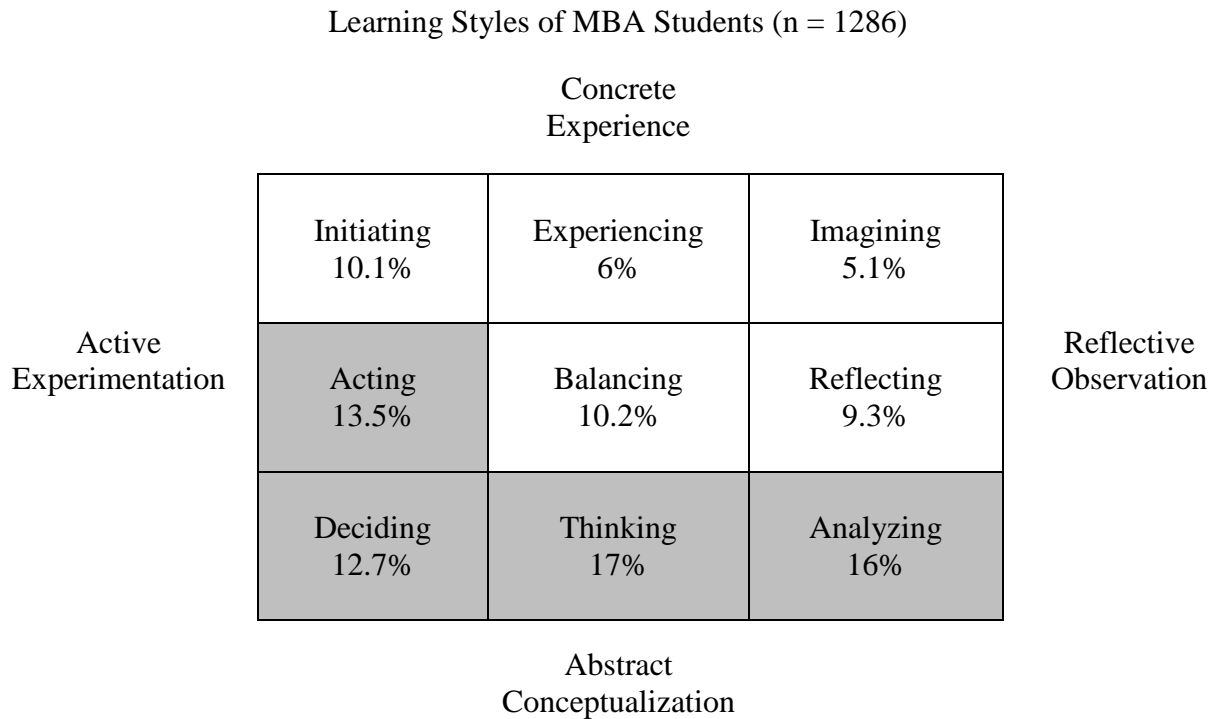 Learning Styles of MBA Students (n = 1286)
Concrete
Experience
Initiating
10.1%
Experiencing
6%
Imagining
5.1%
Active
Experimentation
Acting
13.5%
Balancing
10.2%
Reflecting
9.3%
Reflective
Observation
Deciding
12.7%
Thinking
17%
Analyzing
16%
Abstract
Conceptualization